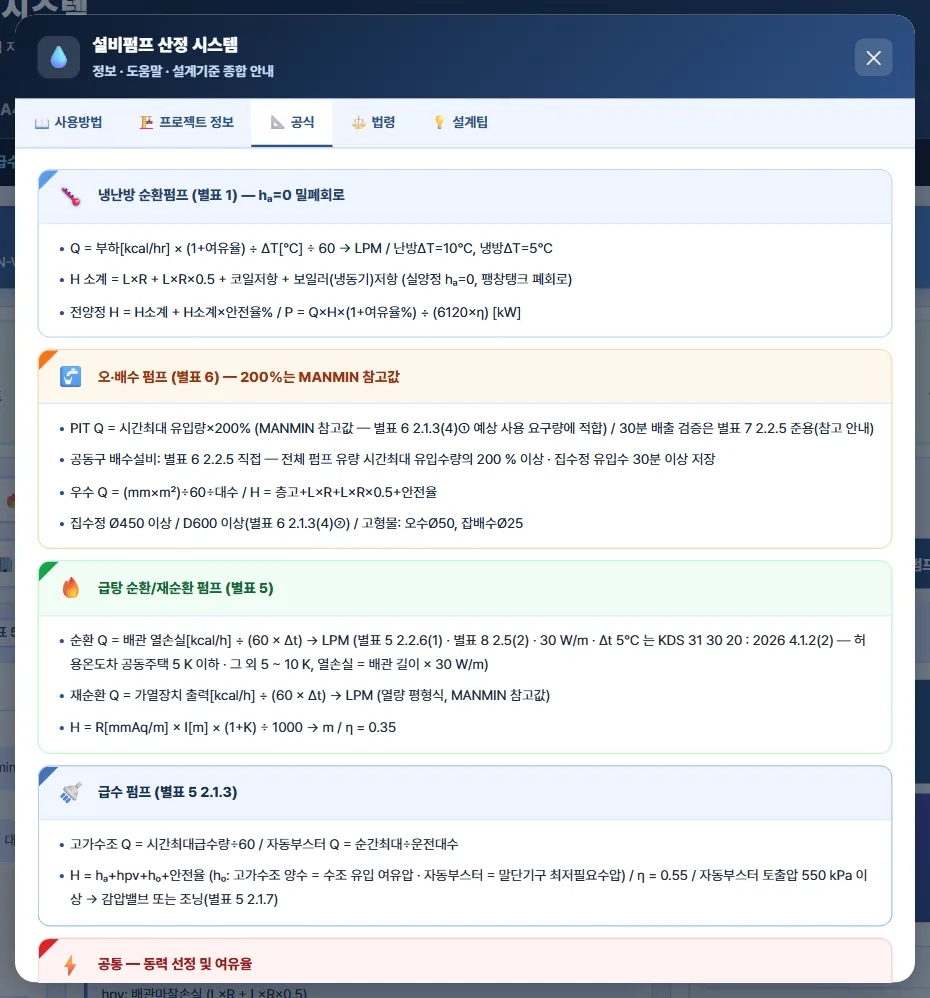 시스템
설비펌프 산정 시스템
정보 · 도움말 · 설계기준 종합 안내
사용방법
프로젝트 정보
공식
법령
설계팁
냉난방 순환펌프 (별표 1) — hₐ=0 밀폐회로
• Q = 부하[kcal/hr] × (1+여유율) ÷ ΔT[°C] ÷ 60 → LPM / 난방ΔT=10°C, 냉방ΔT=5°C
• H 소계 = L×R + L×R×0.5 + 코일저항 + 보일러(냉동기)저항 (실양정 hₐ=0, 팽창탱크 폐회로)
• 전양정 H = H소계 + H소계×안전율% / P = Q×H×(1+여유율%) ÷ (6120×η) [kW]
오·배수 펌프 (별표 6) — 200%는 MANMIN 참고값
• PIT Q = 시간최대 유입량×200% (MANMIN 참고값 — 별표 6 2.1.3(4)① 예상 사용 요구량에 적합) / 30분 배출 검증은 별표 7 2.2.5 준용(참고 안내)
• 공동구 배수설비: 별표 6 2.2.5 직접 — 전체 펌프 유량 시간최대 유입수량의 200 % 이상 · 집수정 유입수 30분 이상 저장
• 우수 Q = (mm×m²)÷60÷대수 / H = 층고+L×R+L×R×0.5+안전율
• 집수정 Ø450 이상 / D600 이상(별표 6 2.1.3(4)②) / 고형물: 오수Ø50, 잡배수Ø25
급탕 순환/재순환 펌프 (별표 5)
• 순환 Q = 배관 열손실[kcal/h] ÷ (60 × Δt) → LPM (별표 5 2.2.6(1) · 별표 8 2.5(2) · 30 W/m · Δt 5°C 는 KDS 31 30 20 : 2026 4.1.2(2) — 허
용온도차 공동주택 5 K 이하 · 그 외 5 ~ 10 K, 열손실 = 배관 길이 × 30 W/m)
• 재순환 Q = 가열장치 출력[kcal/h] ÷ (60 × Δt) → LPM (열량 평형식, MANMIN 참고값)
• H = R[mmAq/m] × l[m] × (1+K) ÷ 1000 → m / η = 0.35
급수 펌프 (별표 5 2.1.3)
• 고가수조 Q = 시간최대급수량÷60 / 자동부스터 Q = 순간최대÷운전대수
• H = hₐ+hpv+hₒ+안전율 (hₒ: 고가수조 양수 = 수조 유입 여유압 · 자동부스터 = 말단기구 최저필요수압) / η = 0.55 / 자동부스터 토출압 550 kPa 이
상 → 감압밸브 또는 조닝(별표 5 2.1.7)
공통 — 동력 선정 및 여유율
hpv: 배관마찰손실 (L×R + L×R×0.5)